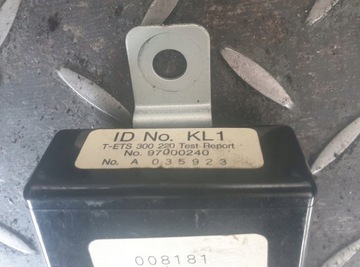 ID No. KL1
T-ETS 300 220 Test-Report
No. 97000240
No. A 035923
008181